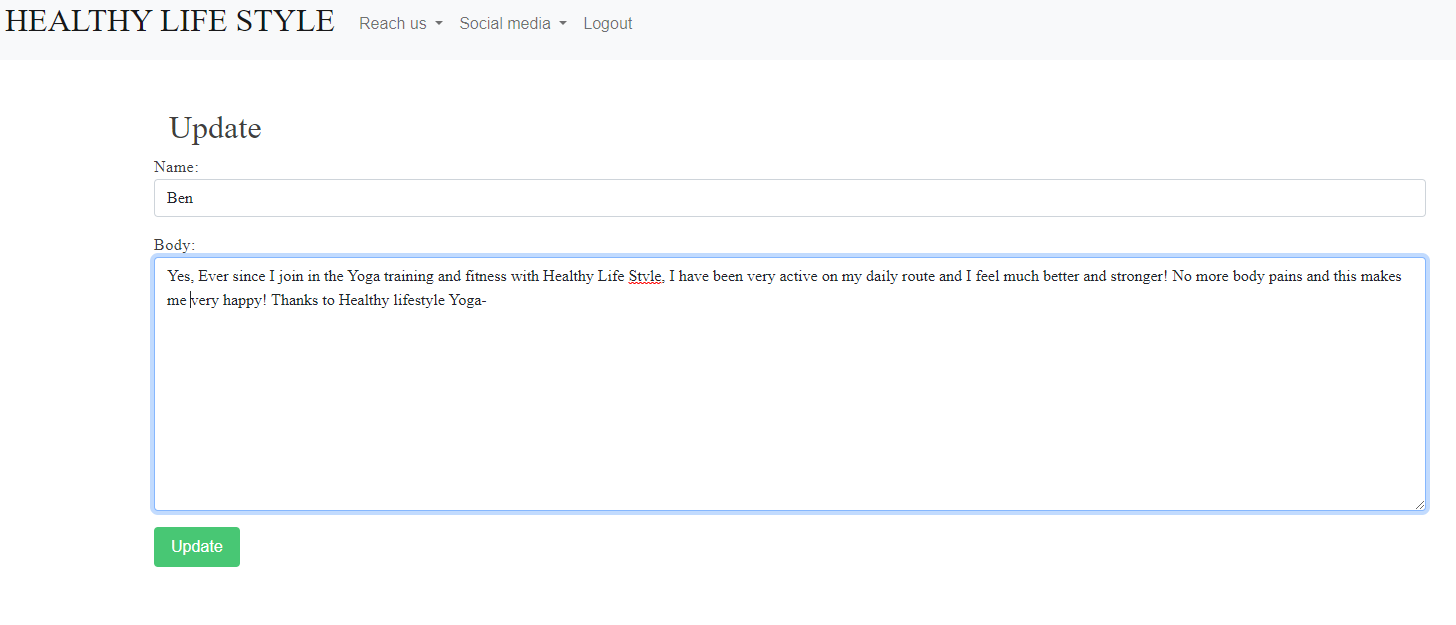 HEALTHY LIFE STYLE Reach us Social media Logout
Update
Name:
Ben
Body:
Yes, Ever since I join in the Yoga training and fitness with Healthy Life Style, I have been very active on my daily route and I feel much better and stronger! No more body pains and this makes
me very happy! Thanks to Healthy lifestyle Yoga-
Update